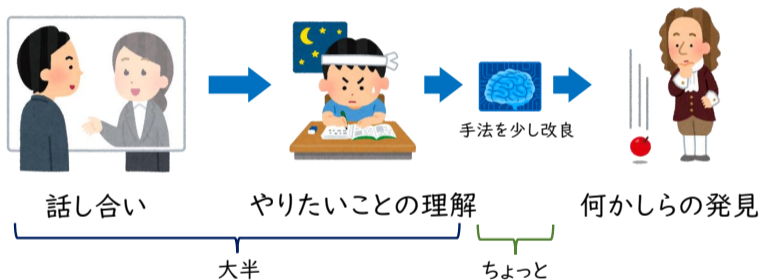 手法を少し改良
話し合い
やりたいことの理解
何かしらの発見
大半
ちょっと